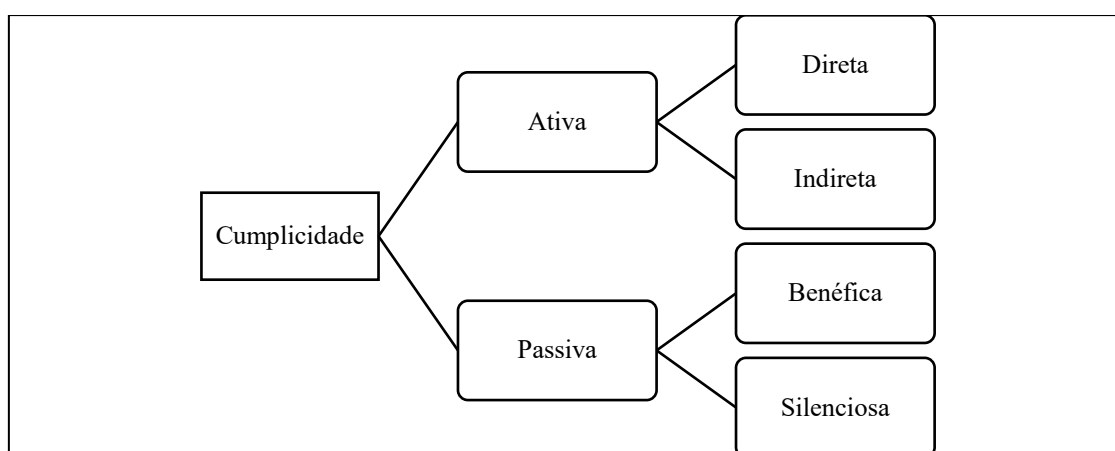 Cumplicidade
Ativa
Direta
Indireta
Passiva
Benéfica
Silenciosa